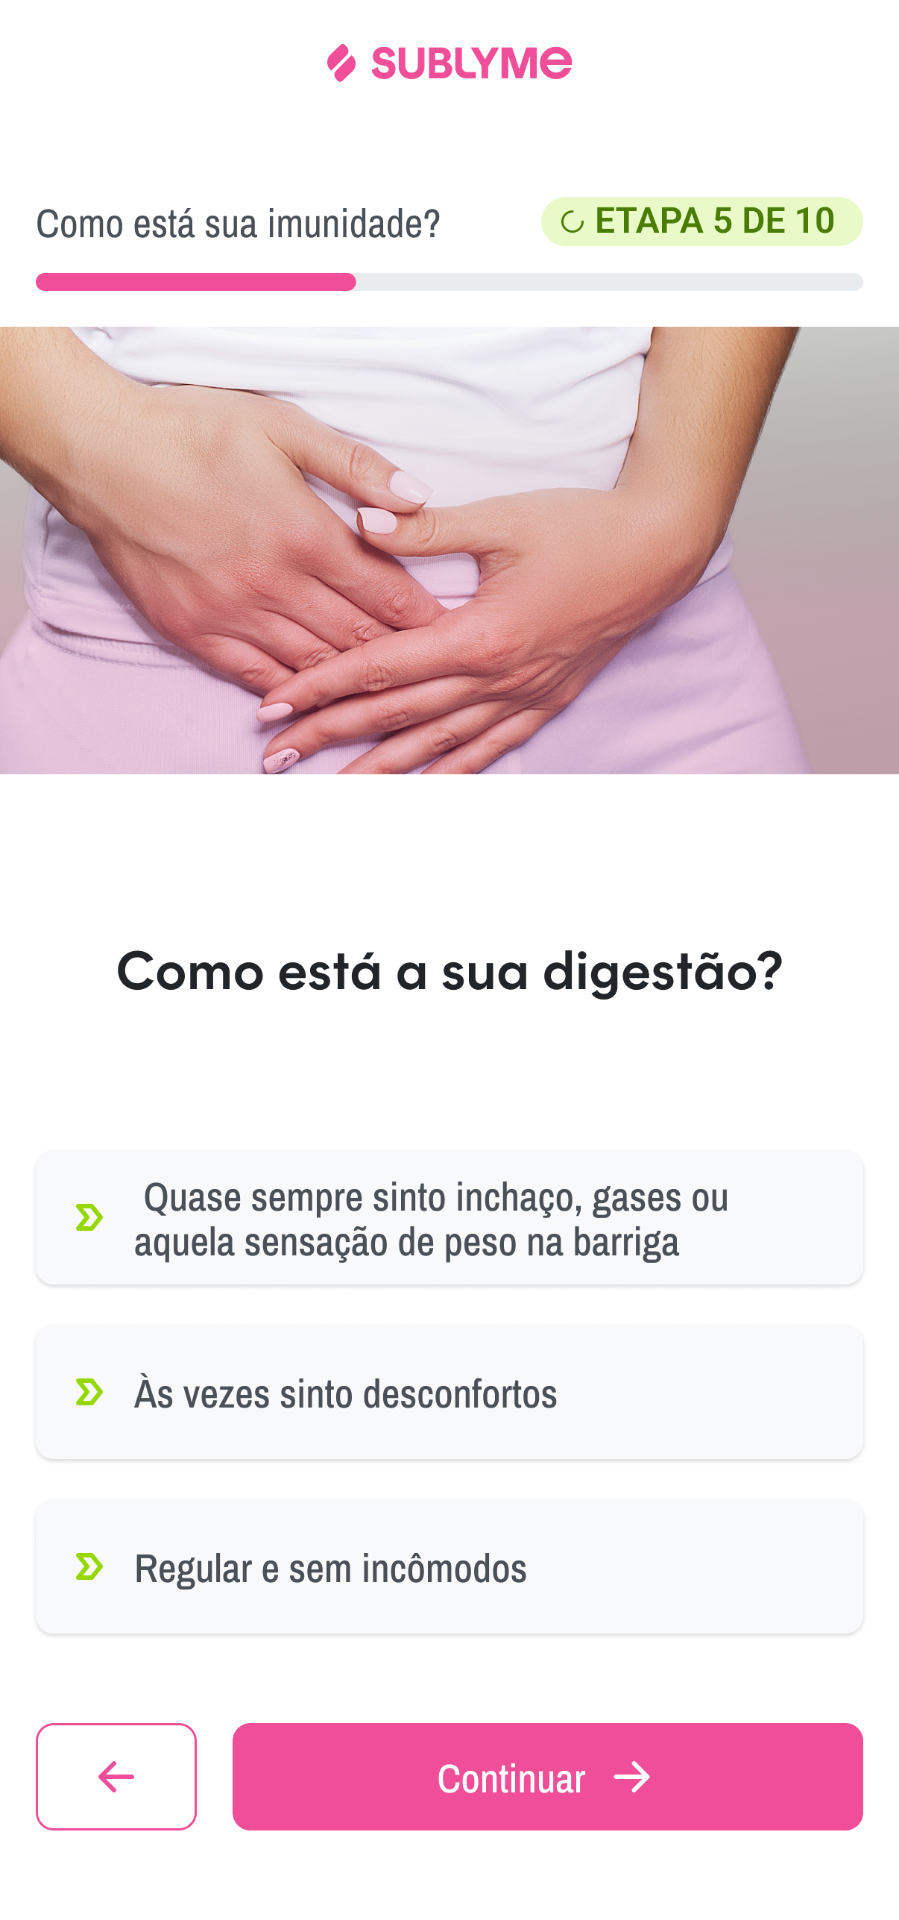 SUBLYME
Como está sua imunidade?
ETAPA 5 DE 10
Como está a sua digestão?
Quase sempre sinto inchaço, gases ou
aquela sensação de peso na barriga
Às vezes sinto desconfortos
Regular e sem incômodos
Continuar